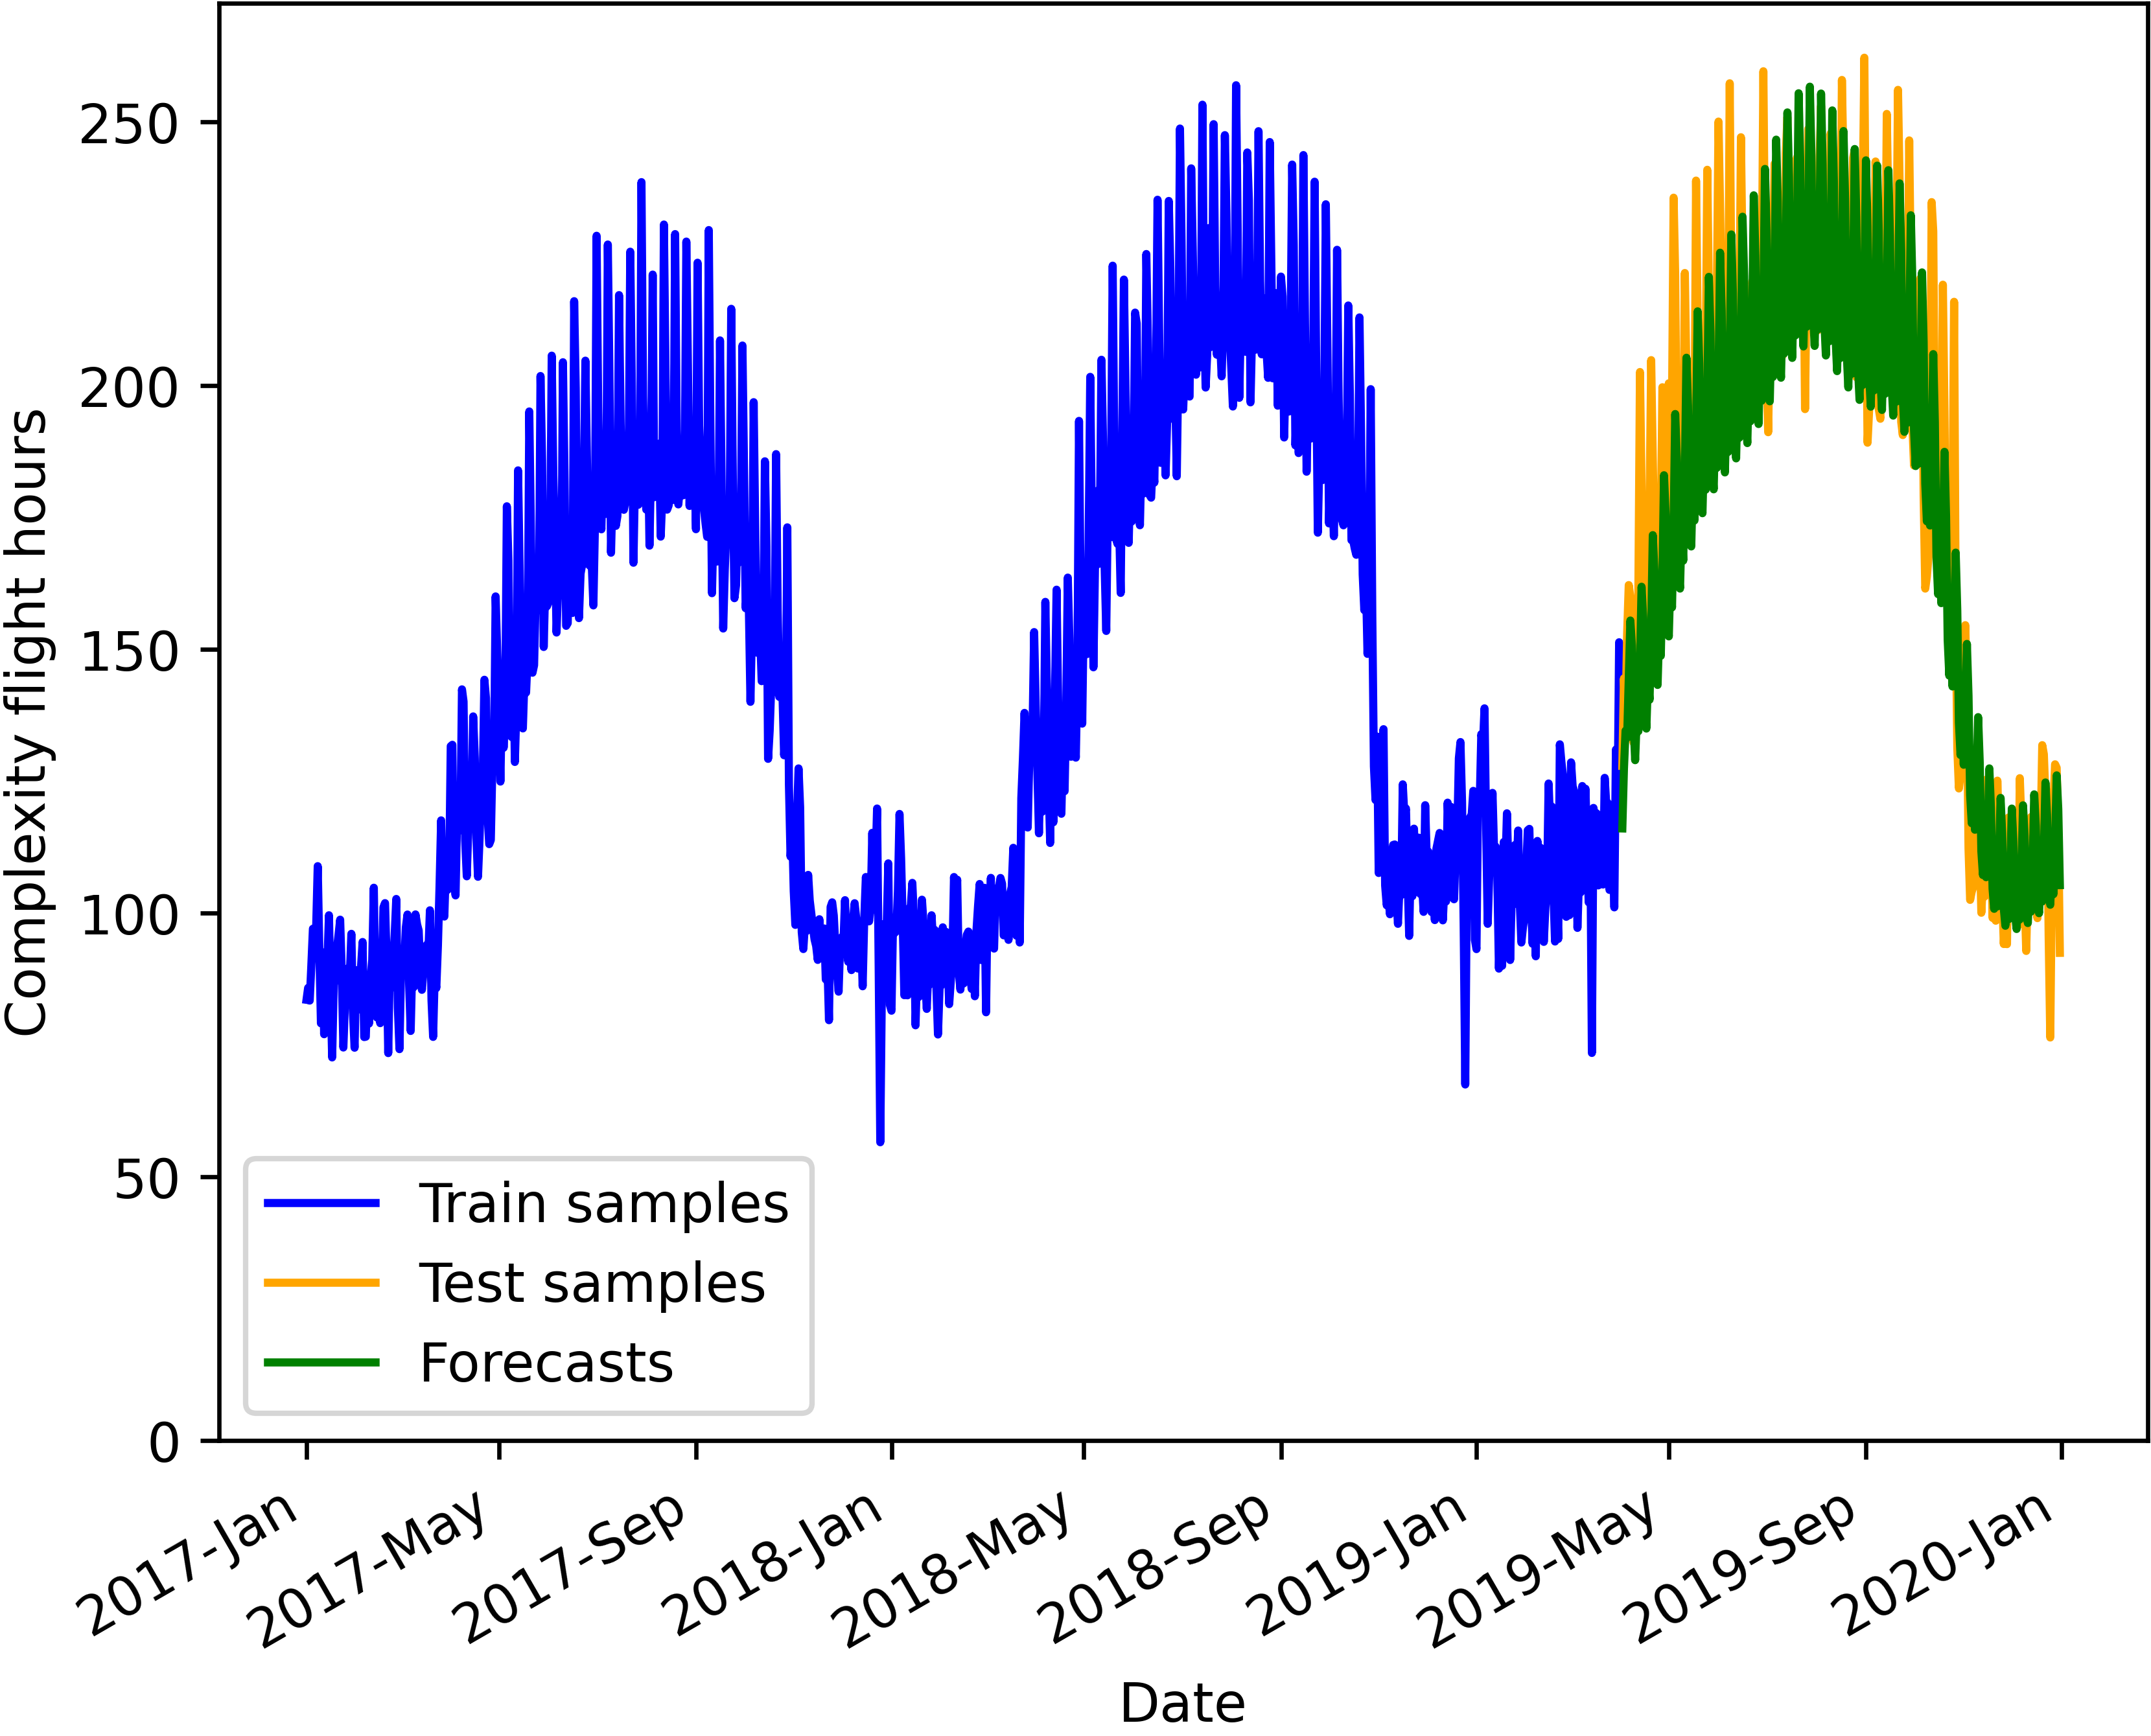 Complexity flight hours
250
200
150
100
50
0
Train samples
Test samples
Forecasts
2017-Jan
2017-May
2017-Sep
2018-Jan
2018-May
2018-Sep
2019-Jan
2019-May
2019-Sep
2020-Jan
Date